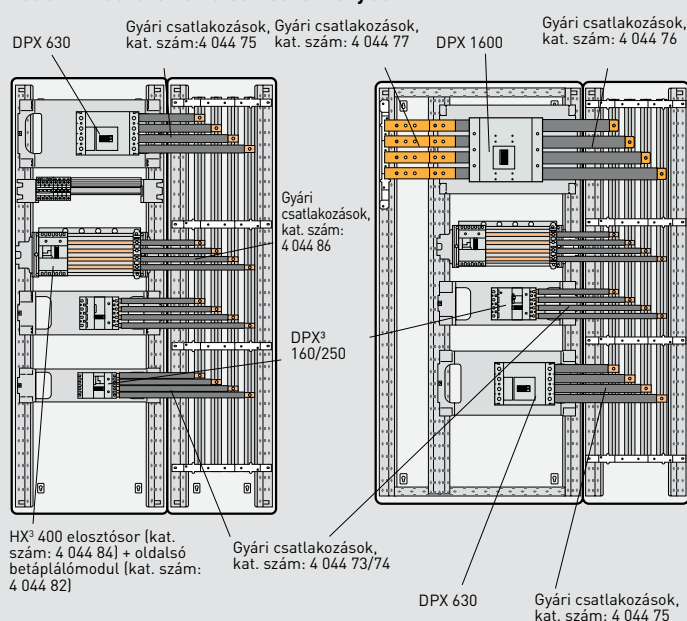 DPX 630
Gyári csatlakozások,
kat. szám:4 044 75
Gyári csatlakozások,
kat. szám: 4 044 77
DPX 1600
Gyári csatlakozások,
kat. szám: 4 044 76
Gyári
csatlakozások,
kat. szám:
4 044 86
DPX³
160/250
HX³ 400 elosztósor (kat.
szám: 4 044 84) + oldalsó
betáplálómodul (kat. szám:
4 044 82)
Gyári csatlakozások,
kat. szám: 4 044 73/74
DPX 630
Gyári csatlakozások,
kat. szám: 4 044 75